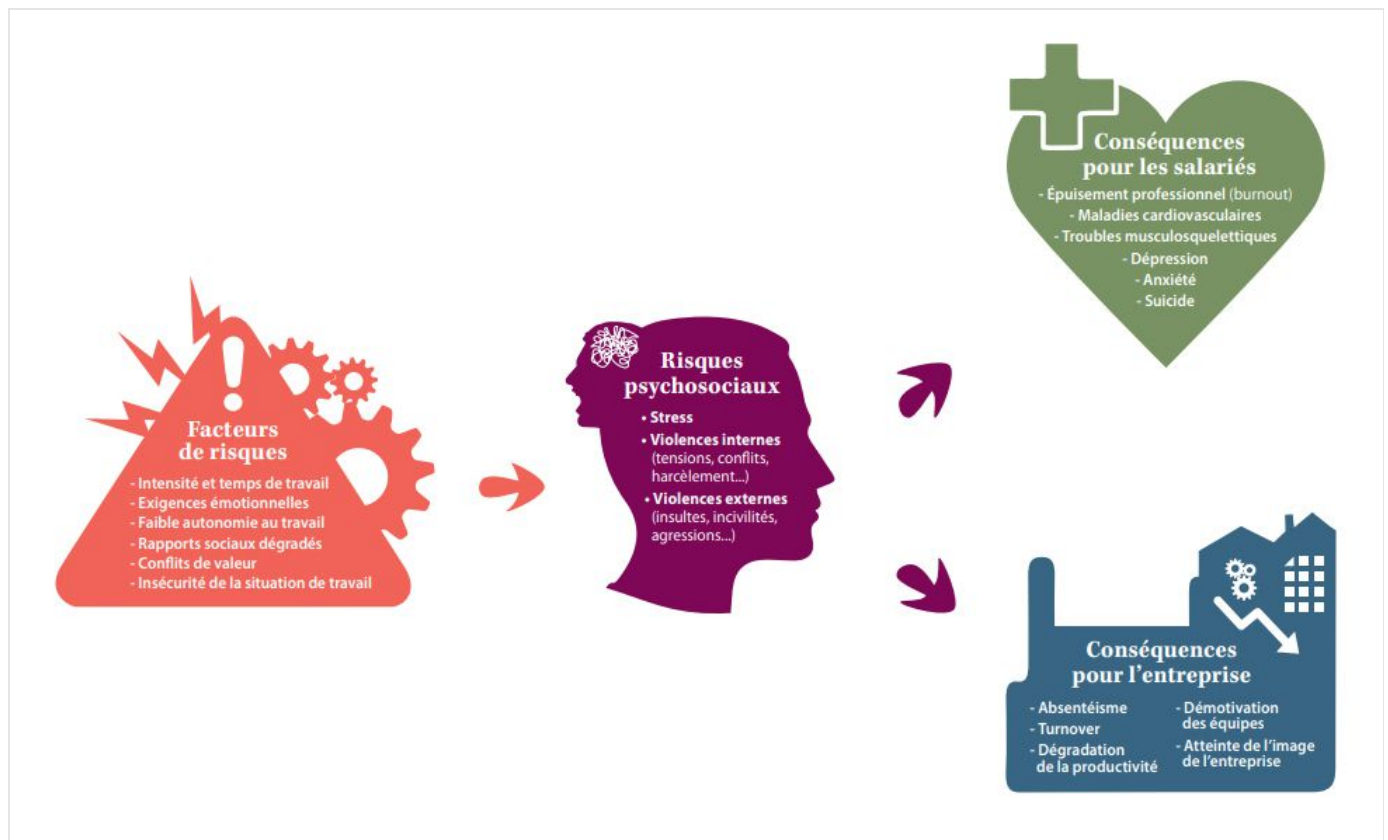 Facteurs
de risques
- Intensité et temps de travail
- Exigences émotionnelles
- Faible autonomie au travail
- Rapports sociaux dégradés
- Conflits de valeur
- Insécurité de la situation de travail
Risques
psychosociaux
• Stress
• Violences internes
(tensions, conflits,
harcèlement...)
• Violences externes
(insultes, incivilités,
agressions...)
Conséquences
pour les salariés
- Épuisement professionnel (burnout)
- Maladies cardiovasculaires
- Troubles musculosquelettiques
- Dépression
- Anxiété
- Suicide
Conséquences
pour l'entreprise
- Absentéisme
- Turnover
- Dégradation
de la productivité
- Démotivation
des équipes
- Atteinte de l'image
de l'entreprise